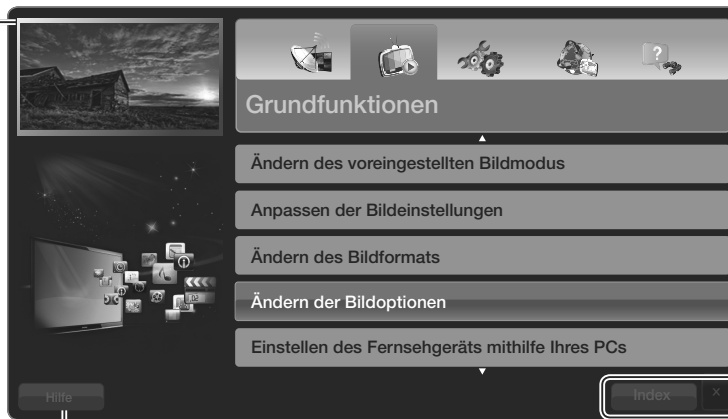 Grundfunktionen
Ändern des voreingestellten Bildmodus
Anpassen der Bildeinstellungen
Ändern des Bildformats
Ändern der Bildoptionen
Einstellen des Fernsehgeräts mithilfe Ihres PCs
Hilfe
Index ×